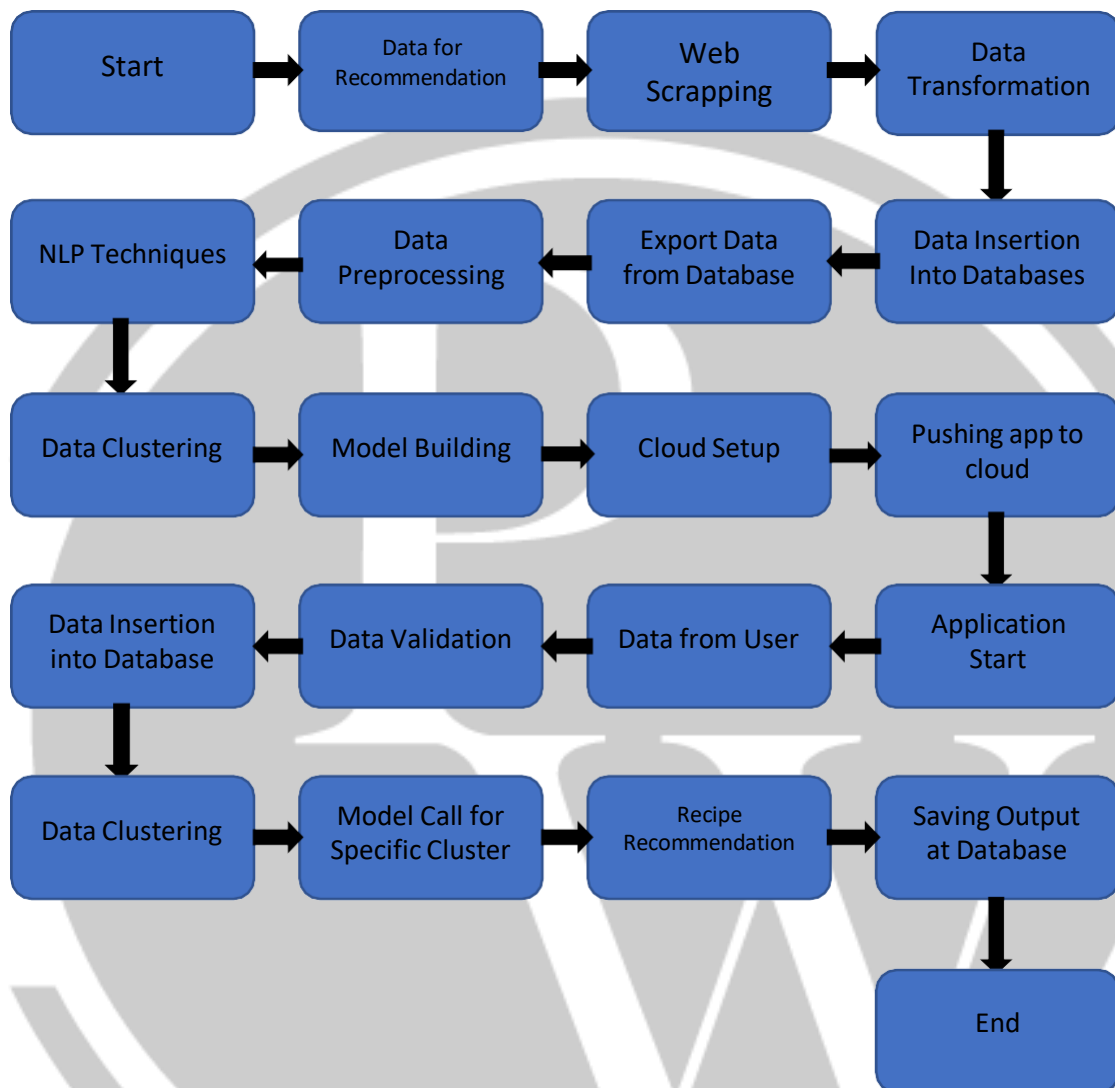 Start
Data for
Recommendation
Web
Scrapping
Data
Transformation
Data Insertion
Into Databases
Export Data
from Database
Data
Preprocessing
NLP Techniques
Data Clustering
Model Building
Cloud Setup
Pushing app to
cloud
Application
Start
Data from User
Data Validation
Data Insertion
into Database
Data Clustering
Model Call for
Specific Cluster
Recipe
Recommendation
Saving Output
at Database
End